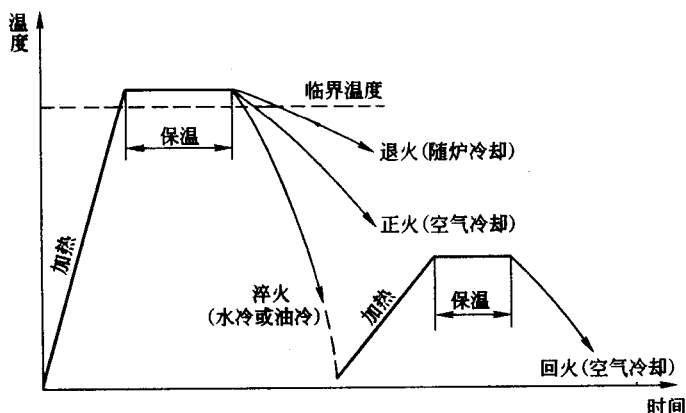 温
度
临界温度
保温
退火(随炉冷却)
正火(空气冷却)
加热
淬火
(水冷或油冷)
加热
保温
回火(空气冷却)
时间